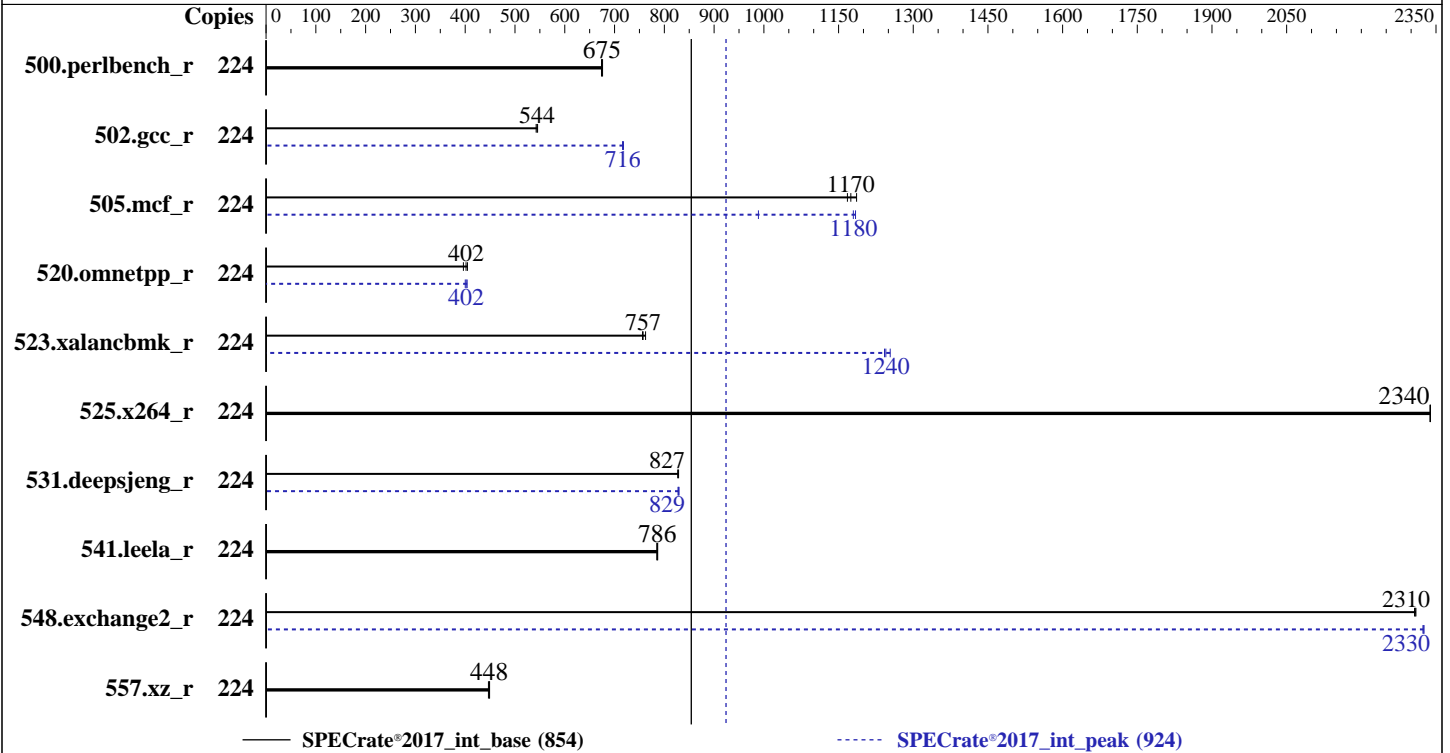 Copies 0 100 200 300 400 500 600 700 800 900 1000 1150 1300 1450 1600 1750 1900 2050 2350
675
500.perlbench_r 224
544
502.gcc_r 224
716
1170
505.mcf_r 224
1180
402
520.omnetpp_r 224
402
757
523.xalancbmk_r 224
1240
2340
525.x264_r 224
827
531.deepsjeng_r 224
829
786
541.leela_r 224
2310
548.exchange2_r 224
2330
448
557.xz_r 224
SPECrate®2017_int_base (854) SPECrate®2017_int_peak (924)